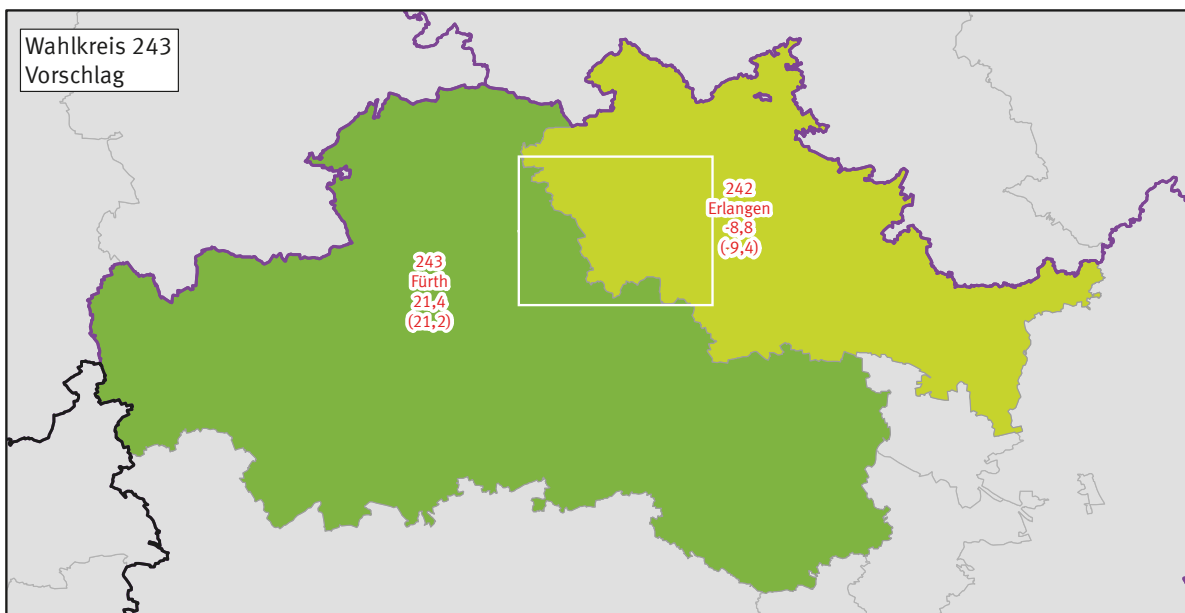 Wahlkreis 243
Vorschlag
242
Erlangen
-8,8
(-9,4)
243
Fürth
21,4
(21,2)